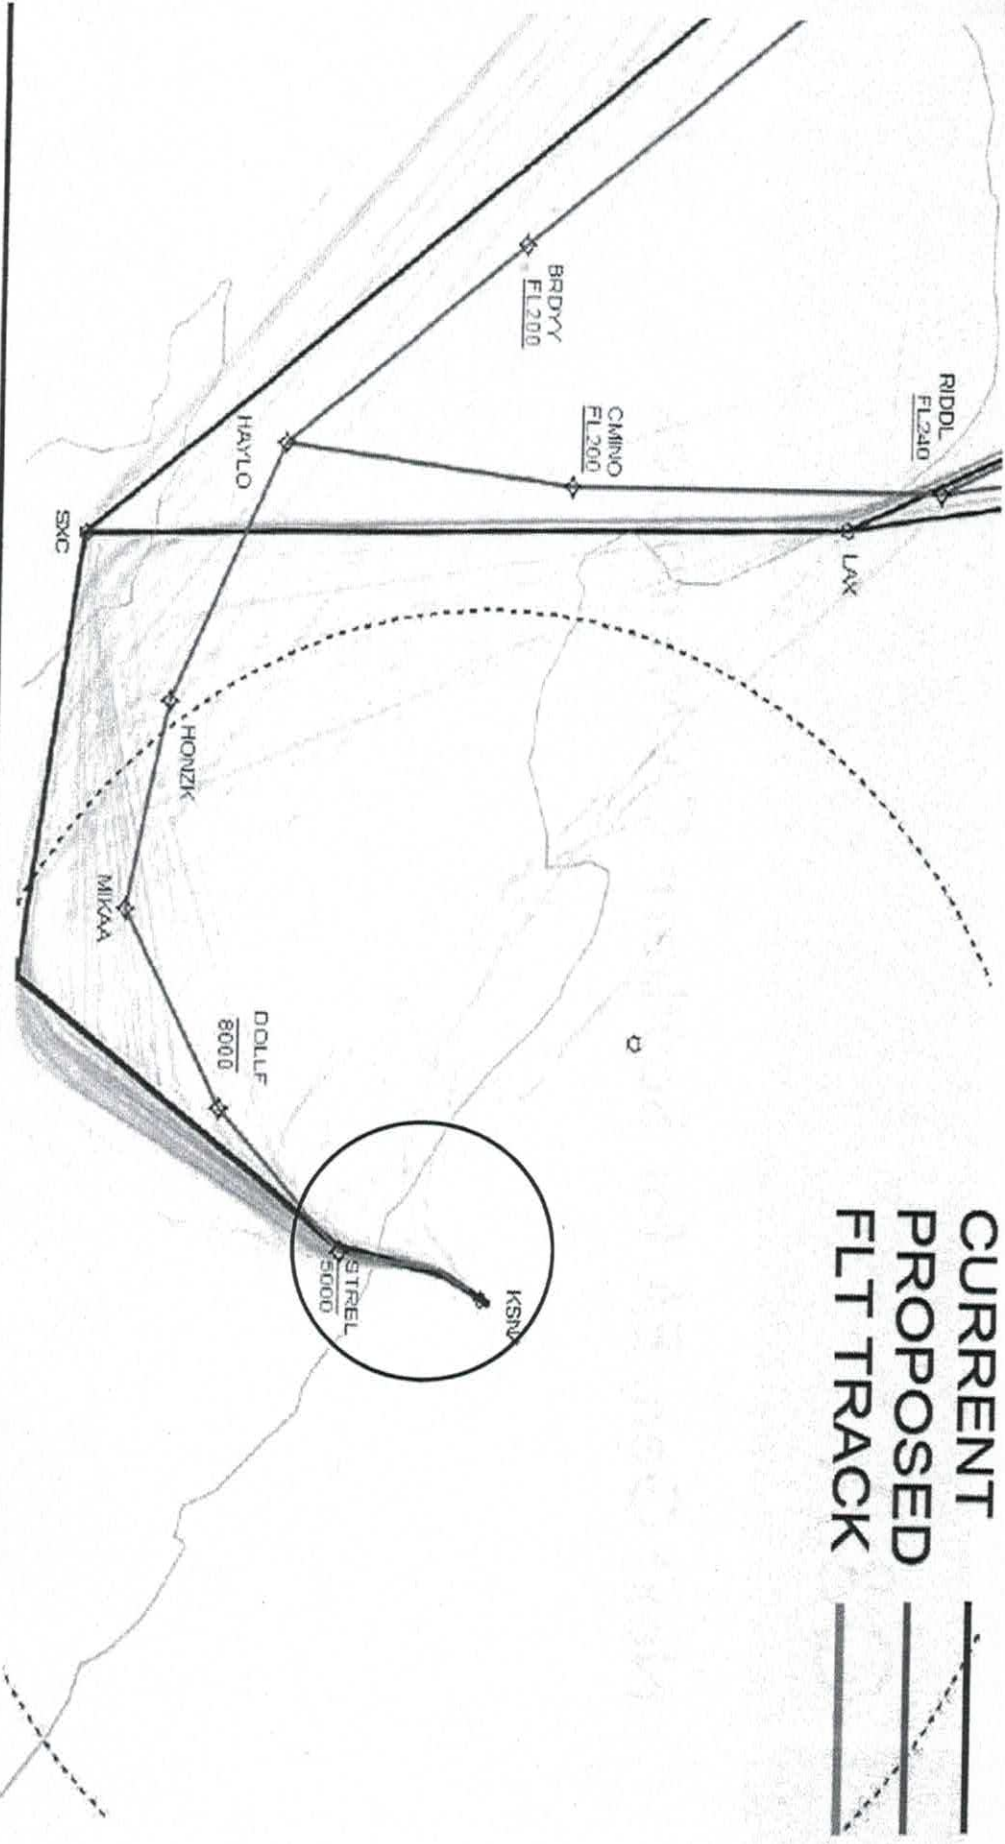 CURRENT
PROPOSED
FLT TRACK
RIDDL
FL240
LAX
CMINO
FL200
BRDYY
FL200
HAYLO
SXC
HONZK
MIKAA
DOLLF
8000
STREL
5000
KSNA